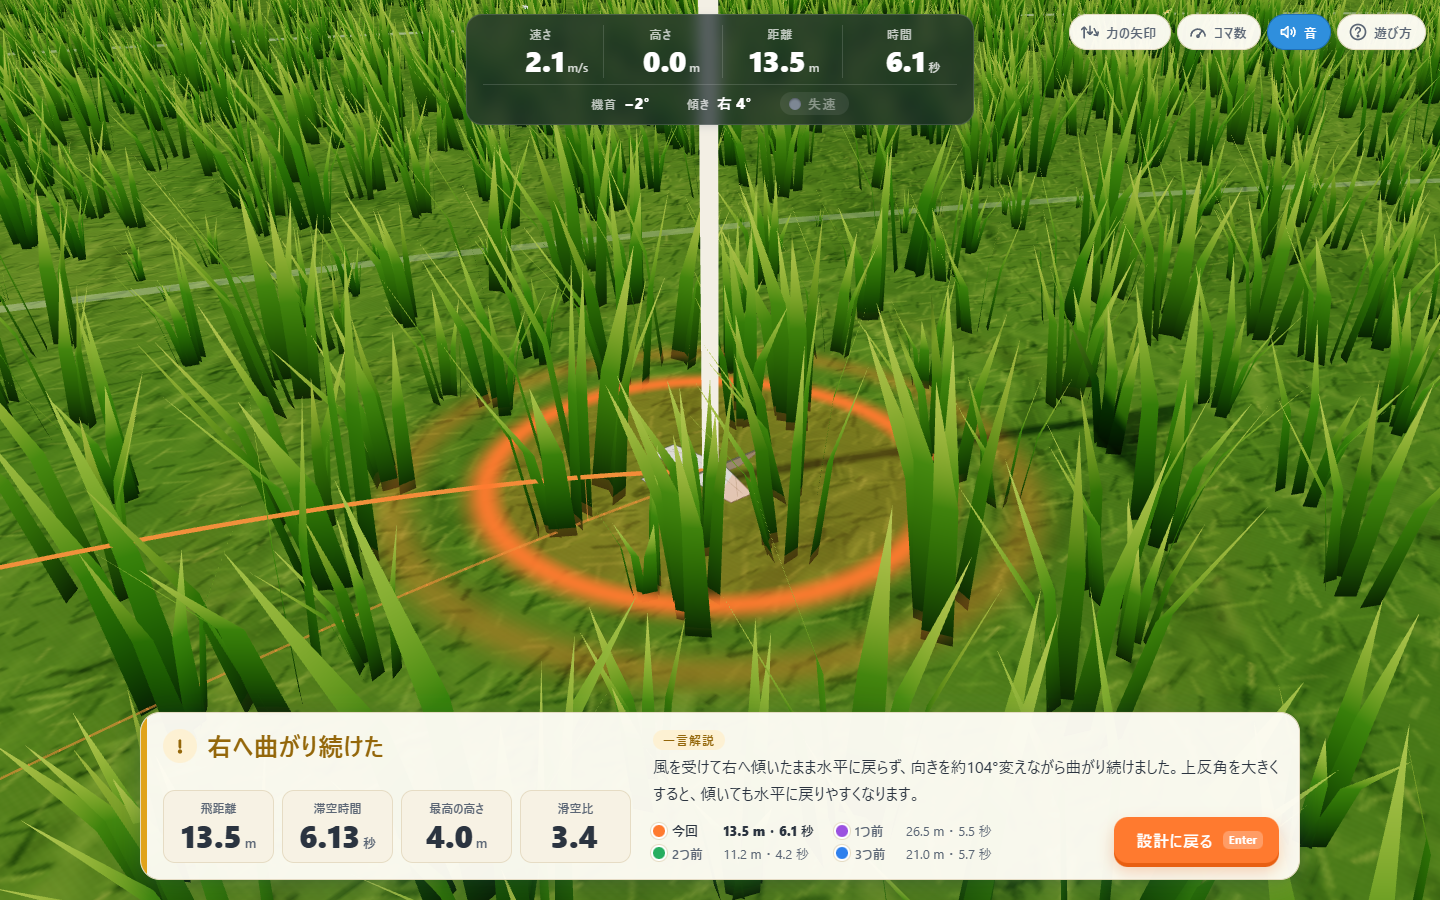 速さ 高さ 距離 時間
2.1 m/s 0.0 m 13.5 m 6.1 秒
機首 −2° 傾き 右 4° 失速
力の矢印 コマ数 音 遊び方
! 右へ曲がり続けた
飛距離 滞空時間 最高の高さ 滑空比
13.5 m 6.13 秒 4.0 m 3.4
一言解説
風を受けて右へ傾いたまま水平に戻らず、向きを約104°変えながら曲がり続けました。上反角を大きく
すると、傾いても水平に戻りやすくなります。
今回 13.5 m・6.1 秒 1つ前 26.5 m・5.5 秒
2つ前 11.2 m・4.2 秒 3つ前 21.0 m・5.7 秒
設計に戻る Enter